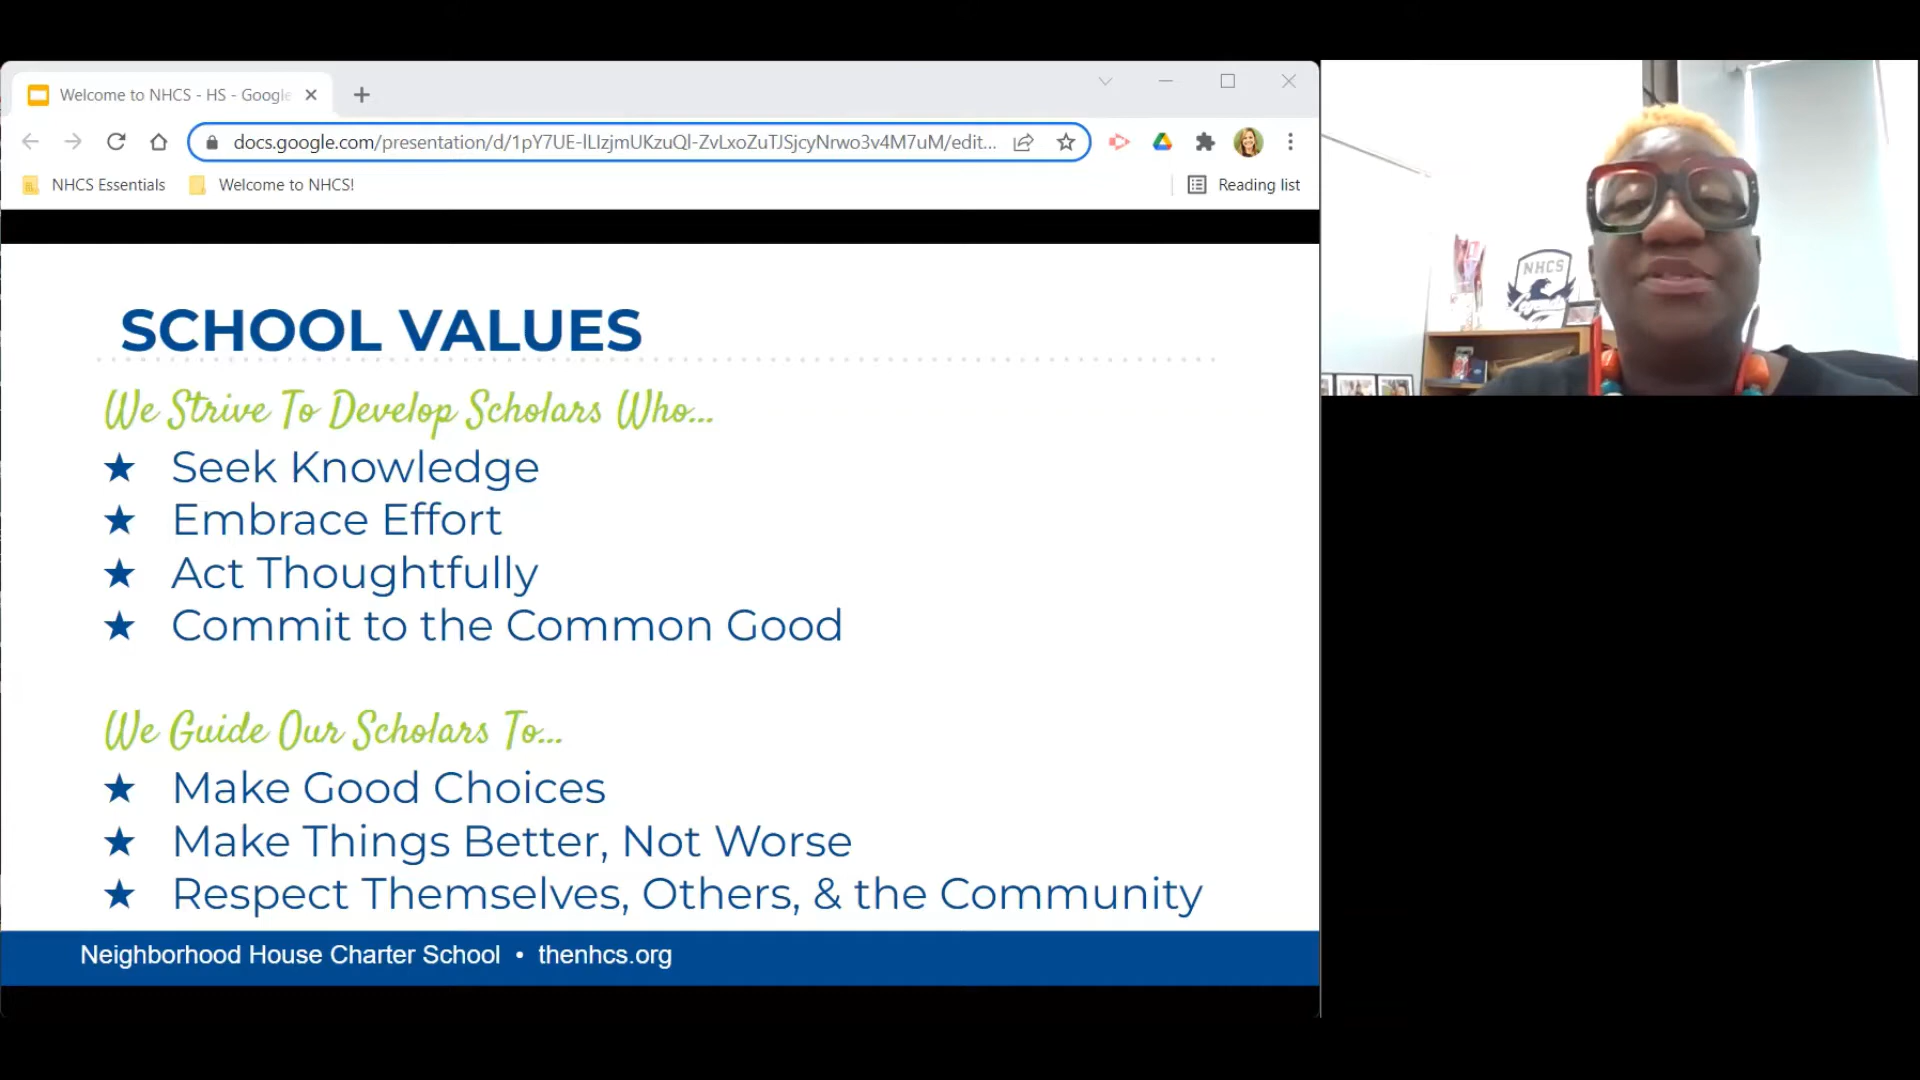 Welcome to NHCS - HS - Google
docs.google.com/presentation/d/1pY7UE-lLIzjmUKzuQl-ZvLxoZuTJSjcyNrwo3v4M7uM/edit...
NHCS Essentials
Welcome to NHCS!
Reading list
NHCS
SCHOOL VALUES
We Strive To Develop Scholars Who...
★ Seek Knowledge
★ Embrace Effort
★ Act Thoughtfully
★ Commit to the Common Good
We Guide Our Scholars To...
★ Make Good Choices
★ Make Things Better, Not Worse
★ Respect Themselves, Others, & the Community
Neighborhood House Charter School • thenhcs.org